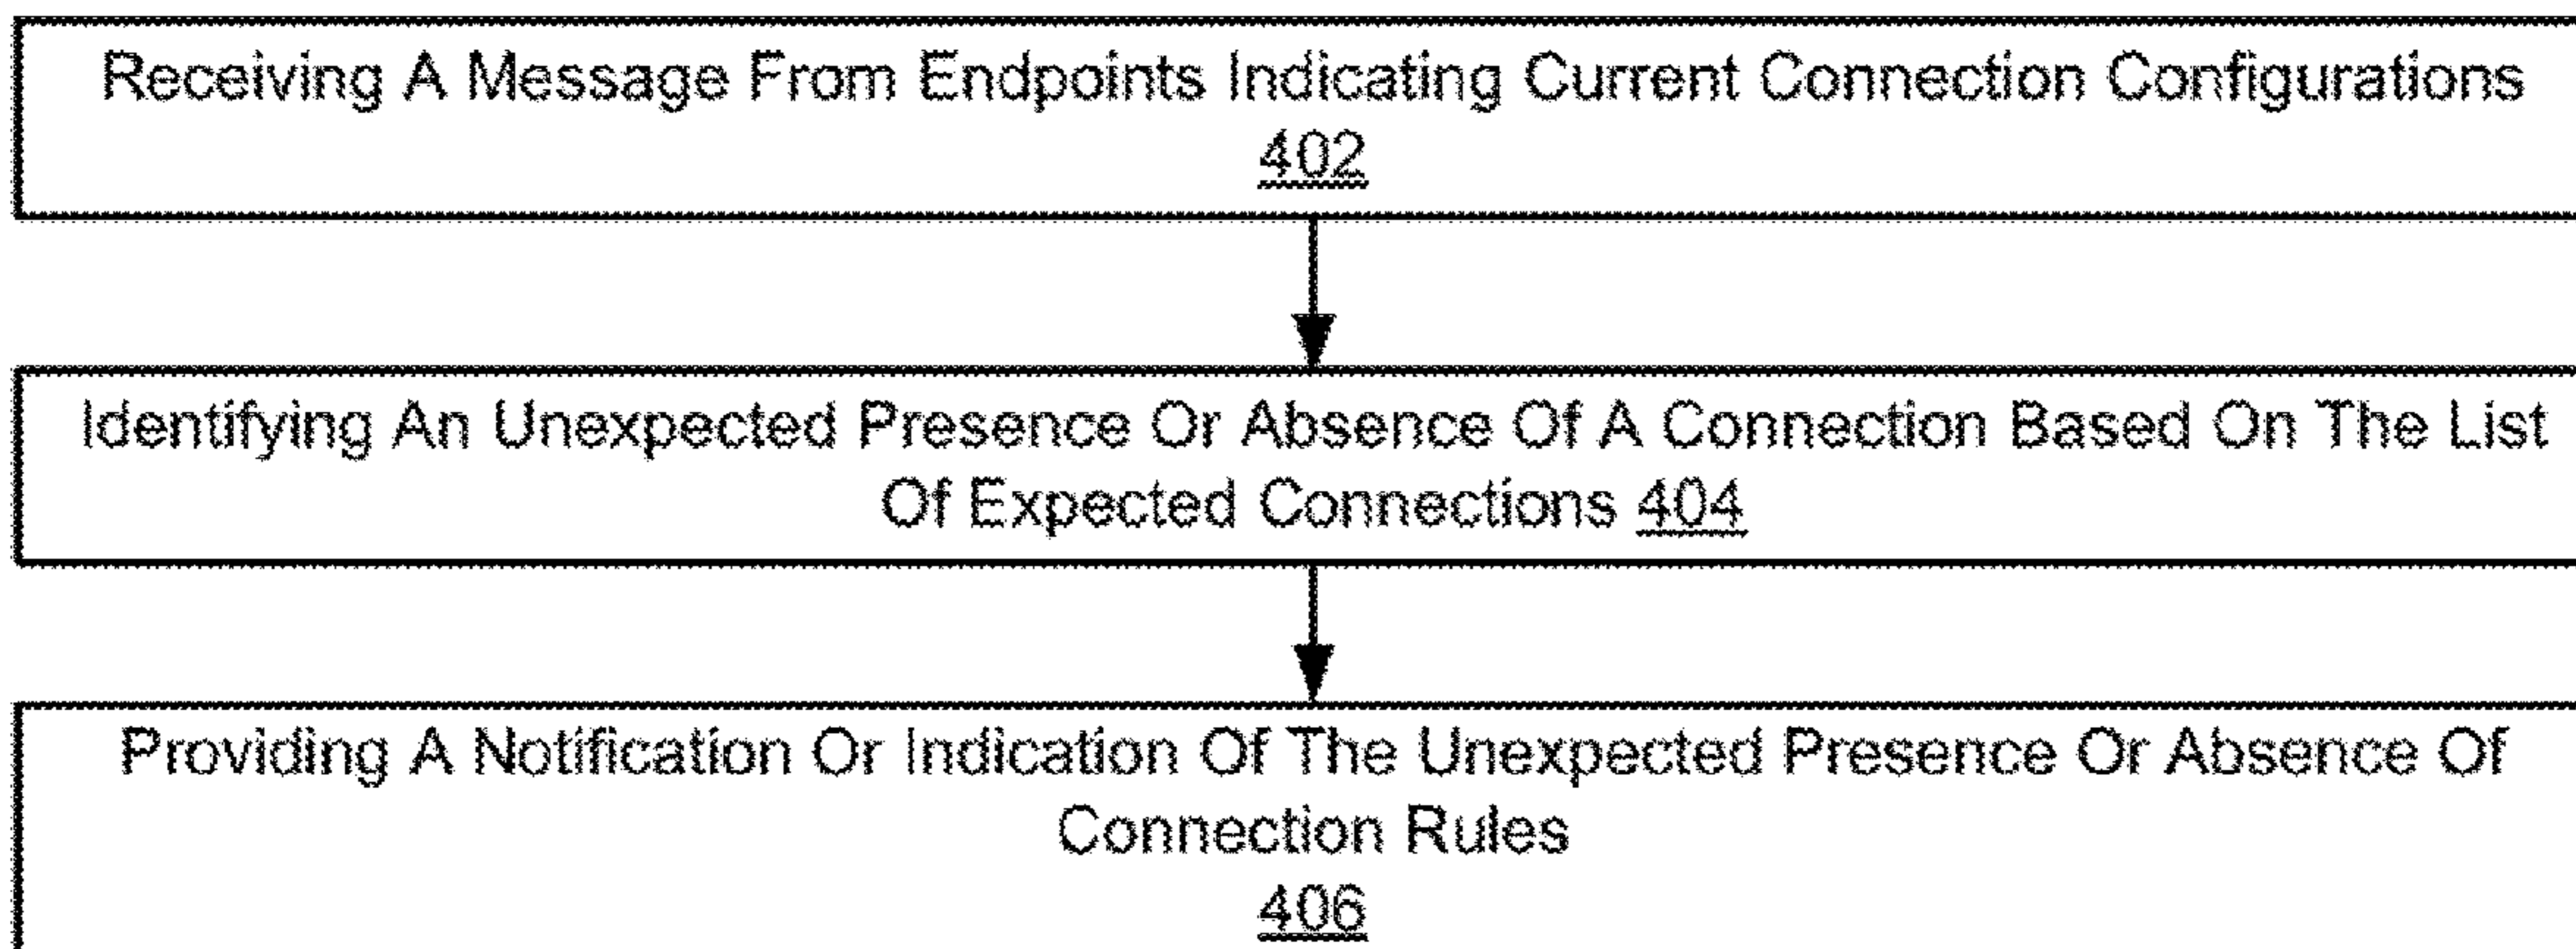 Receiving A Message From Endpoints Indicating Current Connection Configurations
402
Identifying An Unexpected Presence Or Absence Of A Connection Based On The List
Of Expected Connections 404
Providing A Notification Or Indication Of The Unexpected Presence Or Absence Of
Connection Rules
406